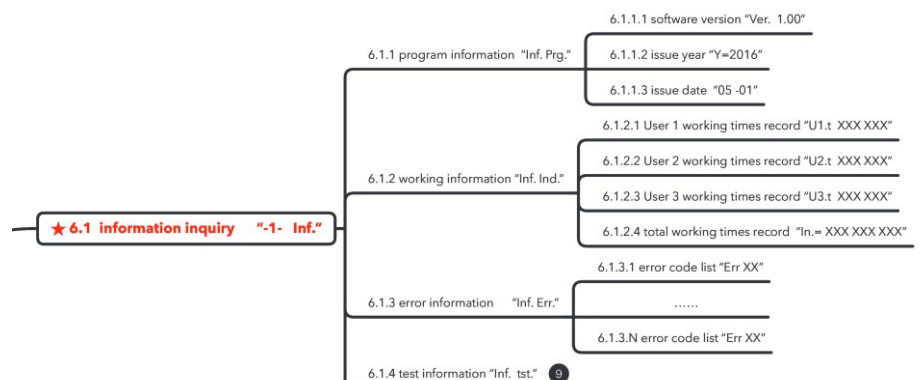 ★ 6.1 information inquiry "-1- Inf."
6.1.1 program information "Inf. Prg."
6.1.1.1 software version "Ver. 1.00"
6.1.1.2 issue year "Y=2016"
6.1.1.3 issue date "05 -01"
6.1.2 working information "Inf. Ind."
6.1.2.1 User 1 working times record "U1.t XXX XXX"
6.1.2.2 User 2 working times record "U2.t XXX XXX"
6.1.2.3 User 3 working times record "U3.t XXX XXX"
6.1.2.4 total working times record "In.= XXX XXX XXX"
6.1.3 error information "Inf. Err."
6.1.3.1 error code list "Err XX"
......
6.1.3.N error code list "Err XX"
6.1.4 test information "Inf. tst." 9